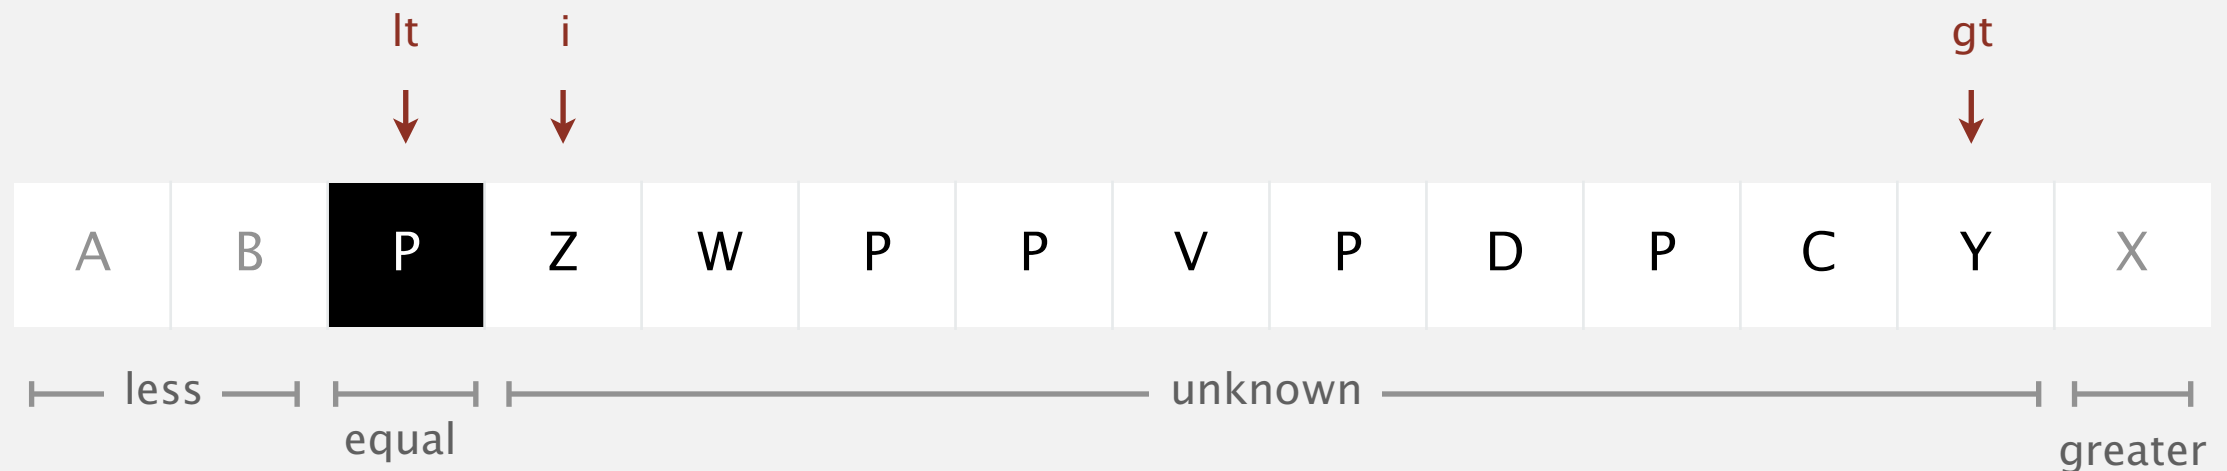 lt i gt
A B P Z W P P V P D P C Y X
less unknown
equal greater